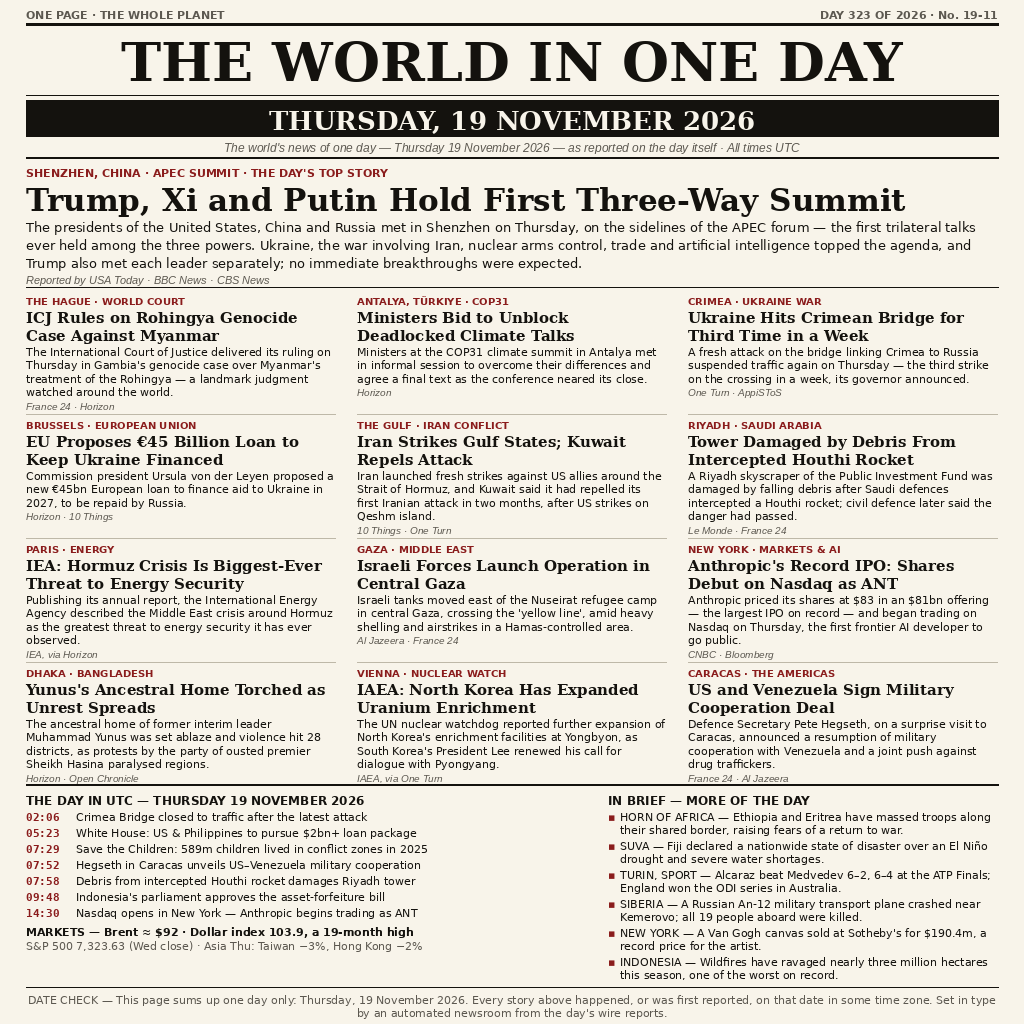 ONE PAGE · THE WHOLE PLANET
DAY 323 OF 2026 · No. 19-11
THE WORLD IN ONE DAY
THURSDAY, 19 NOVEMBER 2026
The world's news of one day — Thursday 19 November 2026 — as reported on the day itself · All times UTC
SHENZHEN, CHINA · APEC SUMMIT · THE DAY'S TOP STORY
Trump, Xi and Putin Hold First Three-Way Summit
The presidents of the United States, China and Russia met in Shenzhen on Thursday, on the sidelines of the APEC forum — the first trilateral talks
ever held among the three powers. Ukraine, the war involving Iran, nuclear arms control, trade and artificial intelligence topped the agenda, and
Trump also met each leader separately; no immediate breakthroughs were expected.
Reported by USA Today · BBC News · CBS News
THE HAGUE · WORLD COURT
ICJ Rules on Rohingya Genocide
Case Against Myanmar
The International Court of Justice delivered its ruling on
Thursday in Gambia's genocide case over Myanmar's
treatment of the Rohingya — a landmark judgment
watched around the world.
France 24 · Horizon
ANTALYA, TÜRKIYE · COP31
Ministers Bid to Unblock
Deadlocked Climate Talks
Ministers at the COP31 climate summit in Antalya met
in informal session to overcome their differences and
agree a final text as the conference neared its close.
Horizon
CRIMEA · UKRAINE WAR
Ukraine Hits Crimean Bridge for
Third Time in a Week
A fresh attack on the bridge linking Crimea to Russia
suspended traffic again on Thursday — the third strike
on the crossing in a week, its governor announced.
One Turn · AppiSToS
BRUSSELS · EUROPEAN UNION
EU Proposes €45 Billion Loan to
Keep Ukraine Financed
Commission president Ursula von der Leyen proposed a
new €45bn European loan to finance aid to Ukraine in
2027, to be repaid by Russia.
Horizon · 10 Things
THE GULF · IRAN CONFLICT
Iran Strikes Gulf States; Kuwait
Repels Attack
Iran launched fresh strikes against US allies around the
Strait of Hormuz, and Kuwait said it had repelled its
first Iranian attack in two months, after US strikes on
Qeshm island.
10 Things · One Turn
RIYADH · SAUDI ARABIA
Tower Damaged by Debris From
Intercepted Houthi Rocket
A Riyadh skyscraper of the Public Investment Fund was
damaged by falling debris after Saudi defences
intercepted a Houthi rocket; civil defence later said the
danger had passed.
Le Monde · France 24
PARIS · ENERGY
IEA: Hormuz Crisis Is Biggest-Ever
Threat to Energy Security
Publishing its annual report, the International Energy
Agency described the Middle East crisis around Hormuz
as the greatest threat to energy security it has ever
observed.
IEA, via Horizon
GAZA · MIDDLE EAST
Israeli Forces Launch Operation in
Central Gaza
Israeli tanks moved east of the Nuseirat refugee camp
in central Gaza, crossing the 'yellow line', amid heavy
shelling and airstrikes in a Hamas-controlled area.
Al Jazeera · France 24
NEW YORK · MARKETS & AI
Anthropic's Record IPO: Shares
Debut on Nasdaq as ANT
Anthropic priced its shares at $83 in an $81bn offering
— the largest IPO on record — and began trading on
Nasdaq on Thursday, the first frontier AI developer to
go public.
CNBC · Bloomberg
DHAKA · BANGLADESH
Yunus's Ancestral Home Torched as
Unrest Spreads
The ancestral home of former interim leader
Muhammad Yunus was set ablaze and violence hit 28
districts, as protests by the party of ousted premier
Sheikh Hasina paralysed regions.
Horizon · Open Chronicle
VIENNA · NUCLEAR WATCH
IAEA: North Korea Has Expanded
Uranium Enrichment
The UN nuclear watchdog reported further expansion of
North Korea's enrichment facilities at Yongbyon, as
South Korea's President Lee renewed his call for
dialogue with Pyongyang.
IAEA, via One Turn
CARACAS · THE AMERICAS
US and Venezuela Sign Military
Cooperation Deal
Defence Secretary Pete Hegseth, on a surprise visit to
Caracas, announced a resumption of military
cooperation with Venezuela and a joint push against
drug traffickers.
France 24 · Al Jazeera
THE DAY IN UTC — THURSDAY 19 NOVEMBER 2026
02:06 Crimea Bridge closed to traffic after the latest attack
05:23 White House: US & Philippines to pursue $2bn+ loan package
07:29 Save the Children: 589m children lived in conflict zones in 2025
07:52 Hegseth in Caracas unveils US–Venezuela military cooperation
07:58 Debris from intercepted Houthi rocket damages Riyadh tower
09:48 Indonesia's parliament approves the asset-forfeiture bill
14:30 Nasdaq opens in New York — Anthropic begins trading as ANT
MARKETS — Brent ≈ $92 · Dollar index 103.9, a 19-month high
S&P 500 7,323.63 (Wed close) · Asia Thu: Taiwan −3%, Hong Kong −2%
IN BRIEF — MORE OF THE DAY
▪ HORN OF AFRICA — Ethiopia and Eritrea have massed troops along
their shared border, raising fears of a return to war.
▪ SUVA — Fiji declared a nationwide state of disaster over an El Niño
drought and severe water shortages.
▪ TURIN, SPORT — Alcaraz beat Medvedev 6–2, 6–4 at the ATP Finals;
England won the ODI series in Australia.
▪ SIBERIA — A Russian An-12 military transport plane crashed near
Kemerovo; all 19 people aboard were killed.
▪ NEW YORK — A Van Gogh canvas sold at Sotheby's for $190.4m, a
record price for the artist.
▪ INDONESIA — Wildfires have ravaged nearly three million hectares
this season, one of the worst on record.
DATE CHECK — This page sums up one day only: Thursday, 19 November 2026. Every story above happened, or was first reported, on that date in some time zone. Set in type
by an automated newsroom from the day's wire reports.